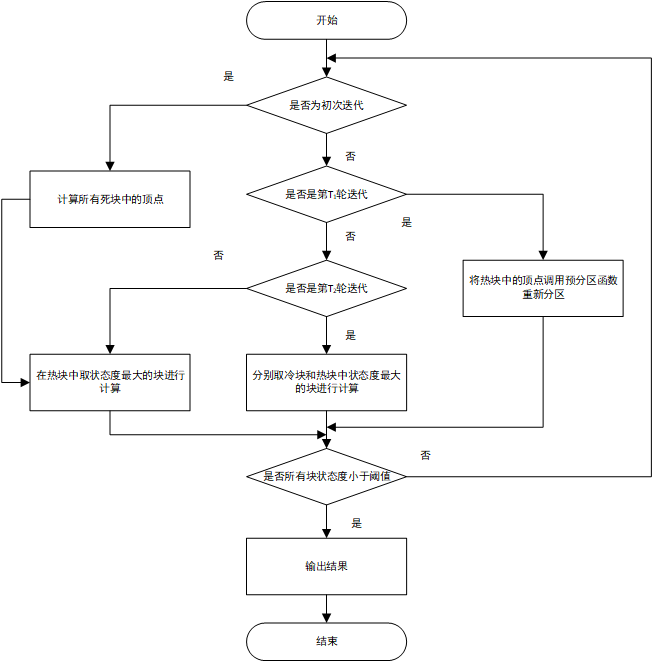 开始
是
是否为初次迭代
否
计算所有死块中的顶点
是否是第T₁轮迭代
是
否
否
是否是第T₂轮迭代
将热块中的顶点调用预分区函数
重新分区
是
在热块中取状态度最大的块进行
计算
分别取冷块和热块中状态度最大
的块进行计算
否
是否所有块状态度小于阈值
是
输出结果
结束